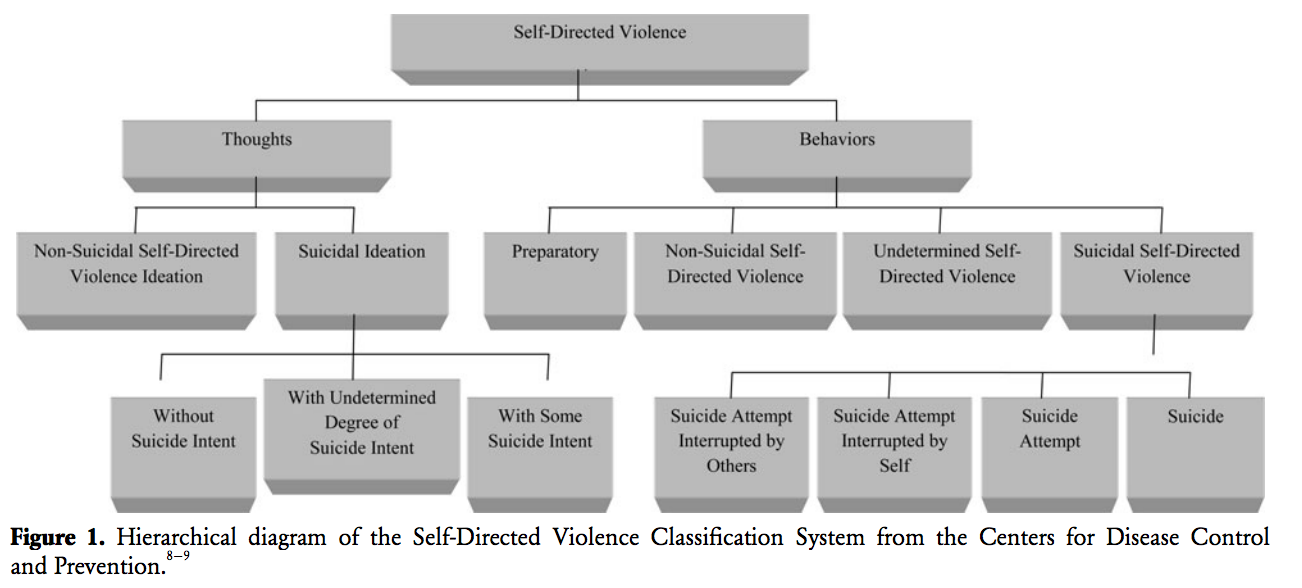 Self-Directed Violence
Thoughts
Behaviors
Non-Suicidal Self-Directed
Violence Ideation
Suicidal Ideation
Preparatory
Non-Suicidal Self-
Directed Violence
Undetermined Self-
Directed Violence
Suicidal Self-Directed
Violence
Without
Suicide Intent
With Undetermined
Degree of
Suicide Intent
With Some
Suicide Intent
Suicide Attempt
Interrupted by
Others
Suicide Attempt
Interrupted by
Self
Suicide
Attempt
Suicide
Figure 1. Hierarchical diagram of the Self-Directed Violence Classification System from the Centers for Disease Control
and Prevention.8–9